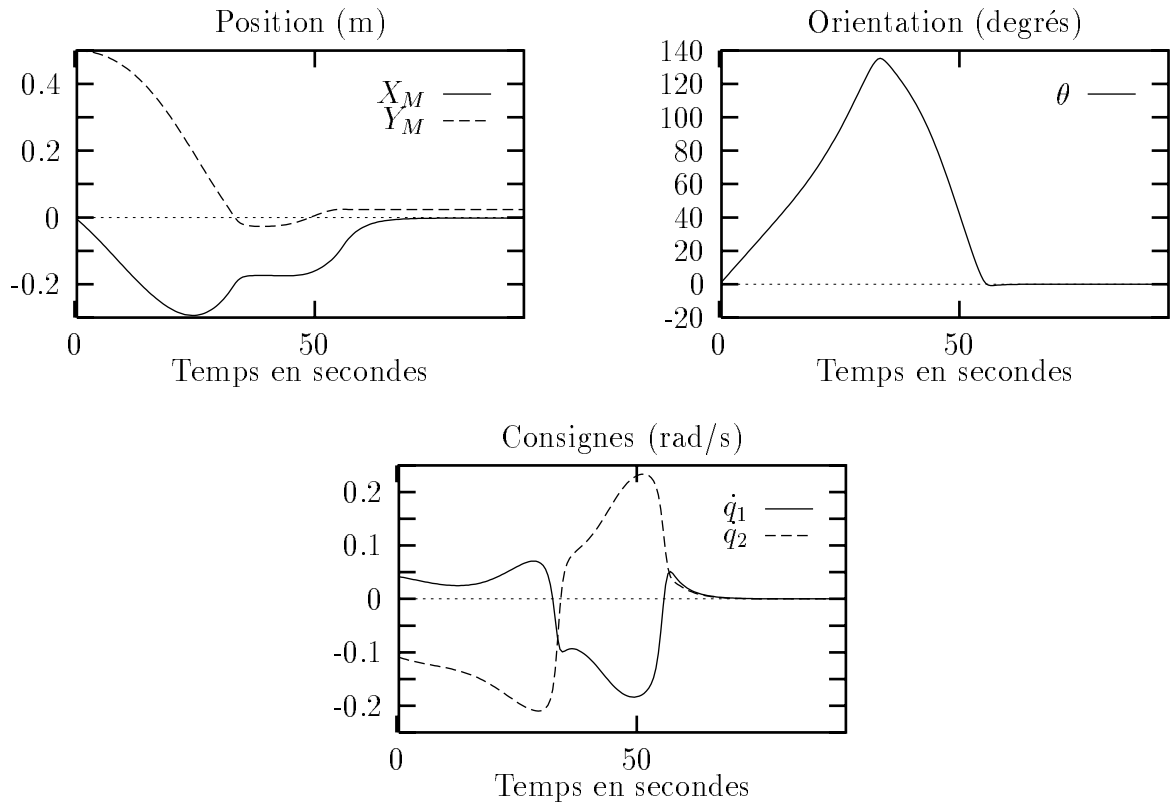 Position (m)
0.4
0.2
0
-0.2
X_M
Y_M
0
50
Temps en secondes
Orientation (degrés)
140
120
100
80
60
40
20
0
-20
θ
0
50
Temps en secondes
Consignes (rad/s)
0.2
0.1
0
-0.1
-0.2
q̇1
q̇2
0
50
Temps en secondes